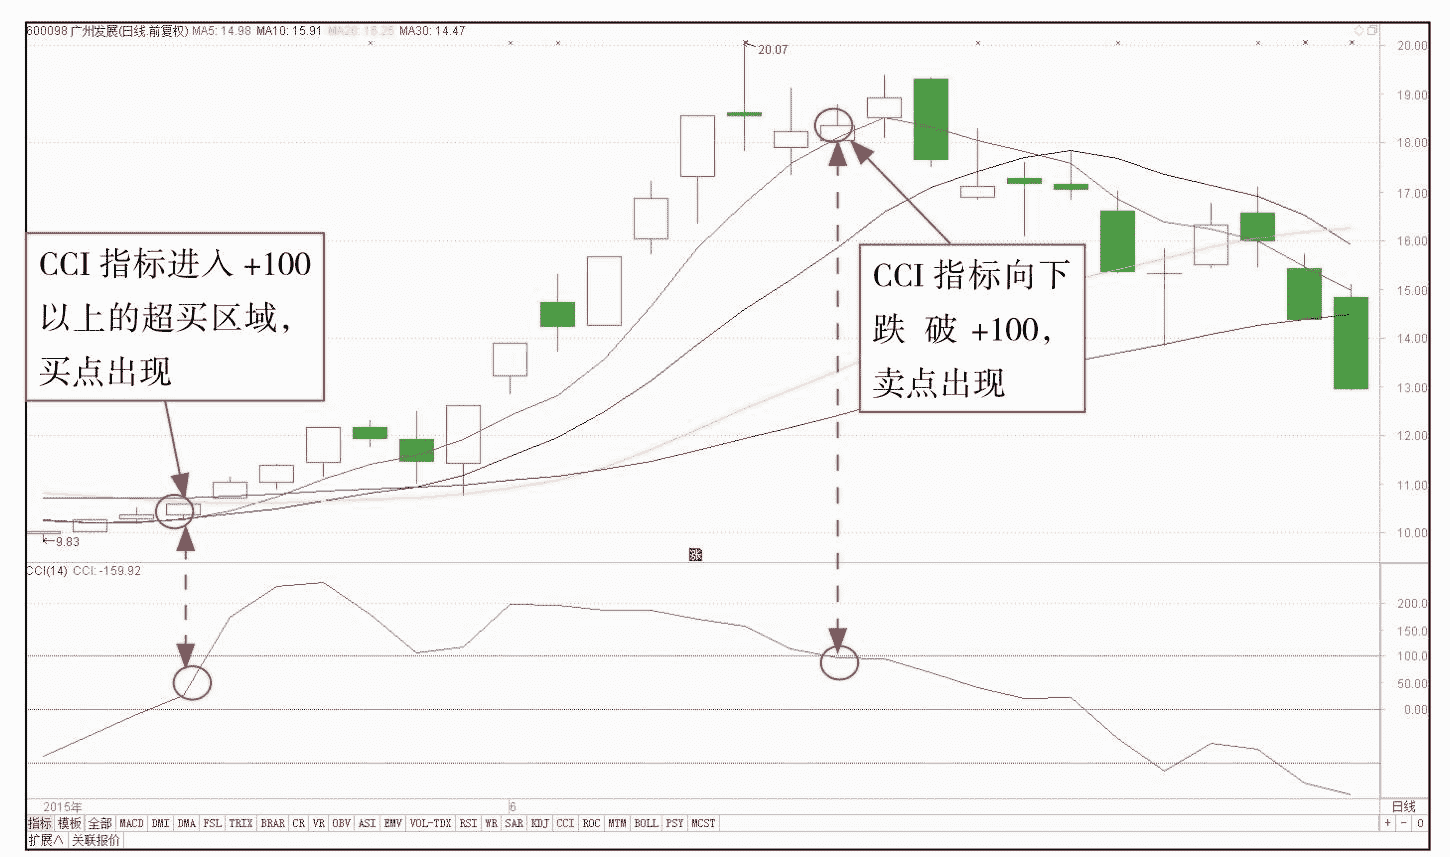 600098 广州发展(日线.前复权) MA5: 14.98 MA10: 15.91 MA20: 16.26 MA30: 14.47
20.07
20.00
19.00
18.00
17.00
16.00
15.00
14.00
13.00
12.00
11.00
10.00
CCI 指标进入 +100
以上的超买区域，
买点出现
CCI 指标向下
跌 破 +100，
卖点出现
9.83
涨
CCI(14) CCI: -159.92
200.0
150.0
100.0
50.00
0.00
2015年 6 日线
指标 模板 全部 MACD DMI DMA FSL TRIX BRAR CR VR OBV ASI EMV VOL-TDX RSI WR SAR KDJ CCI ROC MTM BOLL PSY MCST + - 0
扩展∧ 关联报价